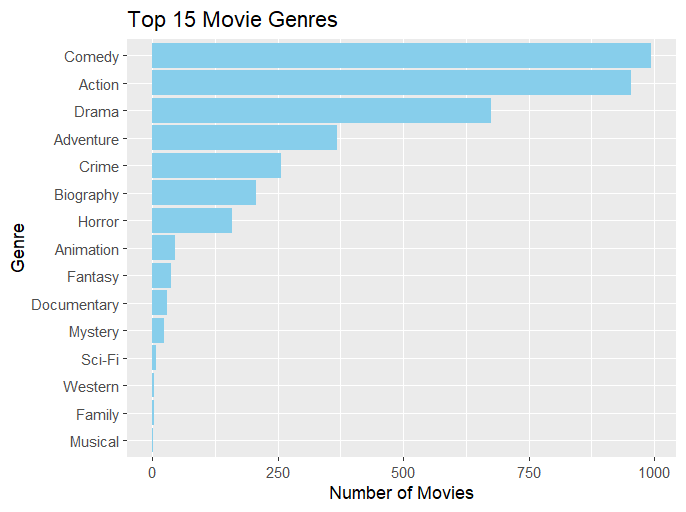 Top 15 Movie Genres
Genre
Comedy
Action
Drama
Adventure
Crime
Biography
Horror
Animation
Fantasy
Documentary
Mystery
Sci-Fi
Western
Family
Musical
0 250 500 750 1000
Number of Movies